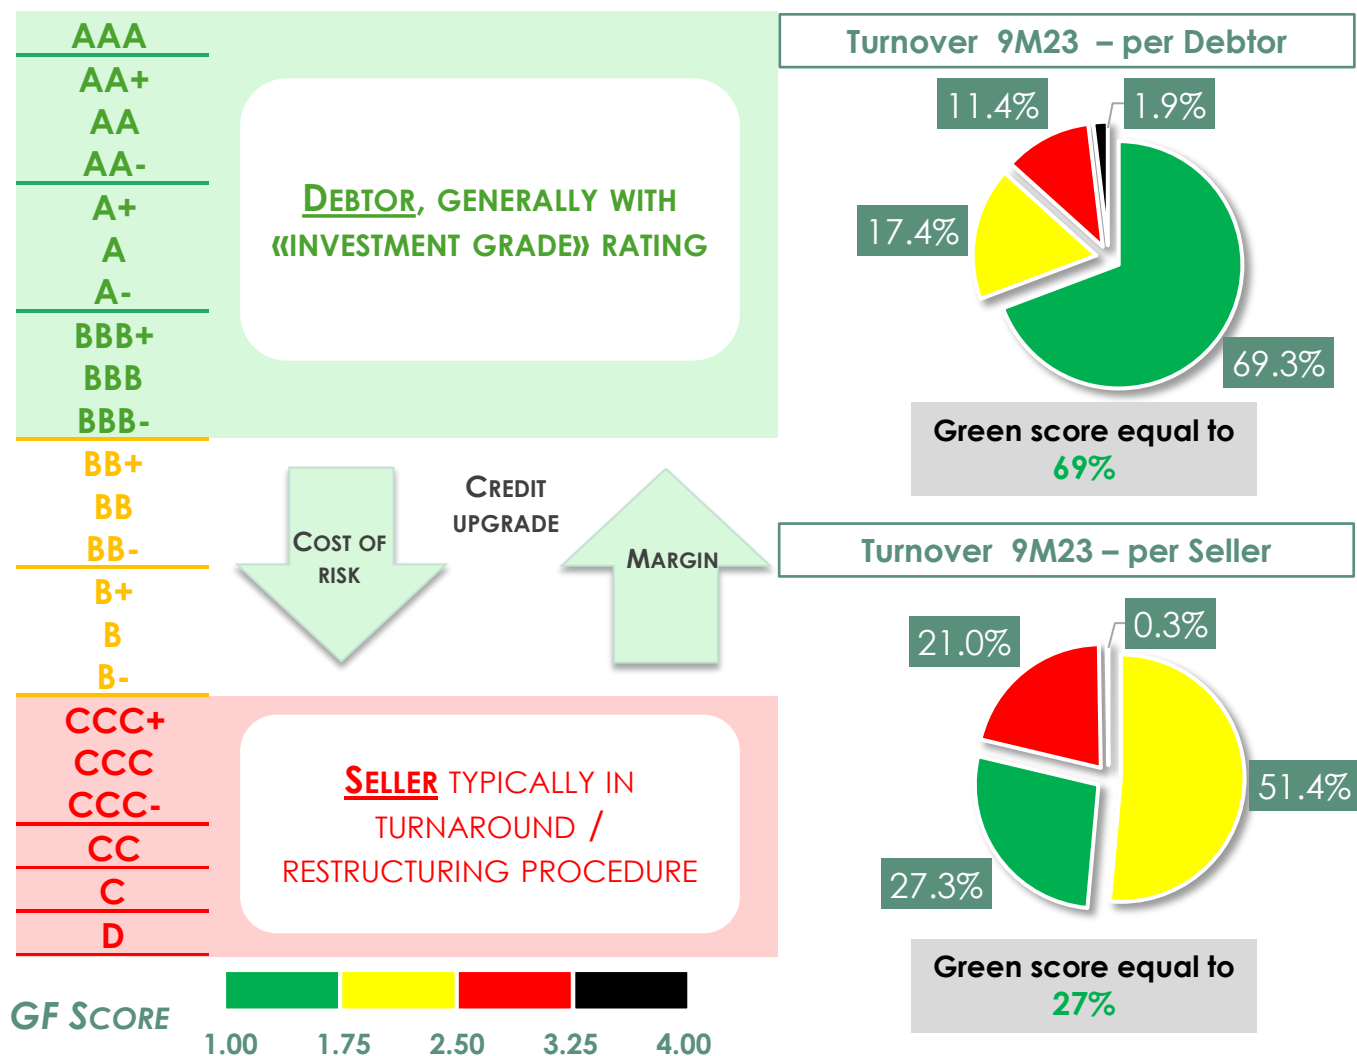 AAA
AA+
AA
AA-
A+
A
A-
BBB+
BBB
BBB-
BB+
BB
BB-
B+
B
B-
CCC+
CCC
CCC-
CC
C
D
DEBTOR, GENERALLY WITH
«INVESTMENT GRADE» RATING
COST OF
RISK
CREDIT
UPGRADE
MARGIN
SELLER TYPICALLY IN
TURNAROUND /
RESTRUCTURING PROCEDURE
GF SCORE
1.00 1.75 2.50 3.25 4.00
Turnover 9M23 – per Debtor
11.4%
1.9%
17.4%
69.3%
Green score equal to
69%
Turnover 9M23 – per Seller
21.0%
0.3%
51.4%
27.3%
Green score equal to
27%